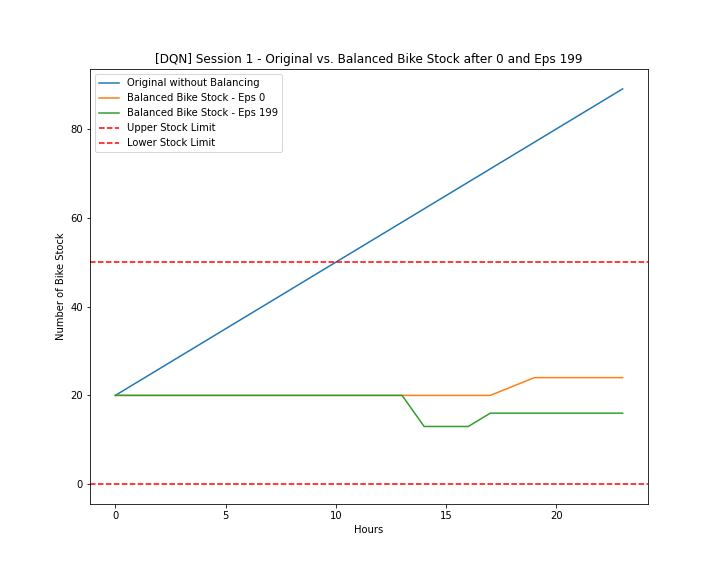 [DQN] Session 1 - Original vs. Balanced Bike Stock after 0 and Eps 199
Original without Balancing
Balanced Bike Stock - Eps 0
Balanced Bike Stock - Eps 199
Upper Stock Limit
Lower Stock Limit
Number of Bike Stock
80
60
40
20
0
0 5 10 15 20
Hours